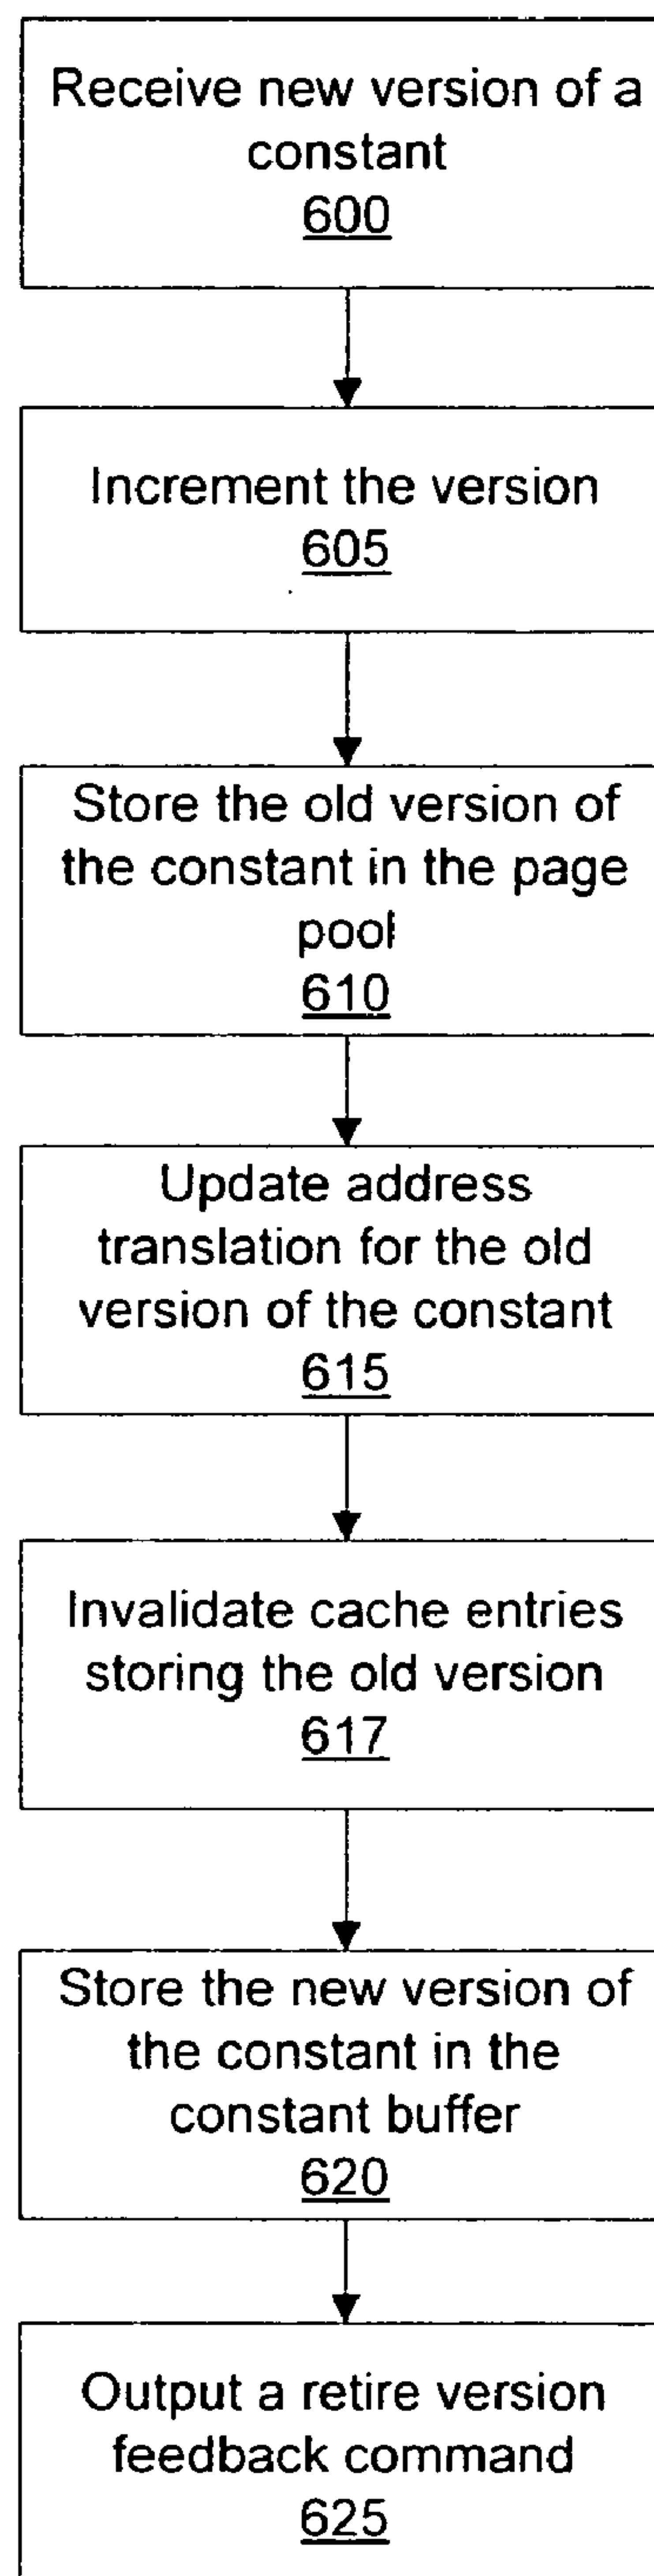 Receive new version of a
constant
600
Increment the version
605
Store the old version of
the constant in the page
pool
610
Update address
translation for the old
version of the constant
615
Invalidate cache entries
storing the old version
617
Store the new version of
the constant in the
constant buffer
620
Output a retire version
feedback command
625